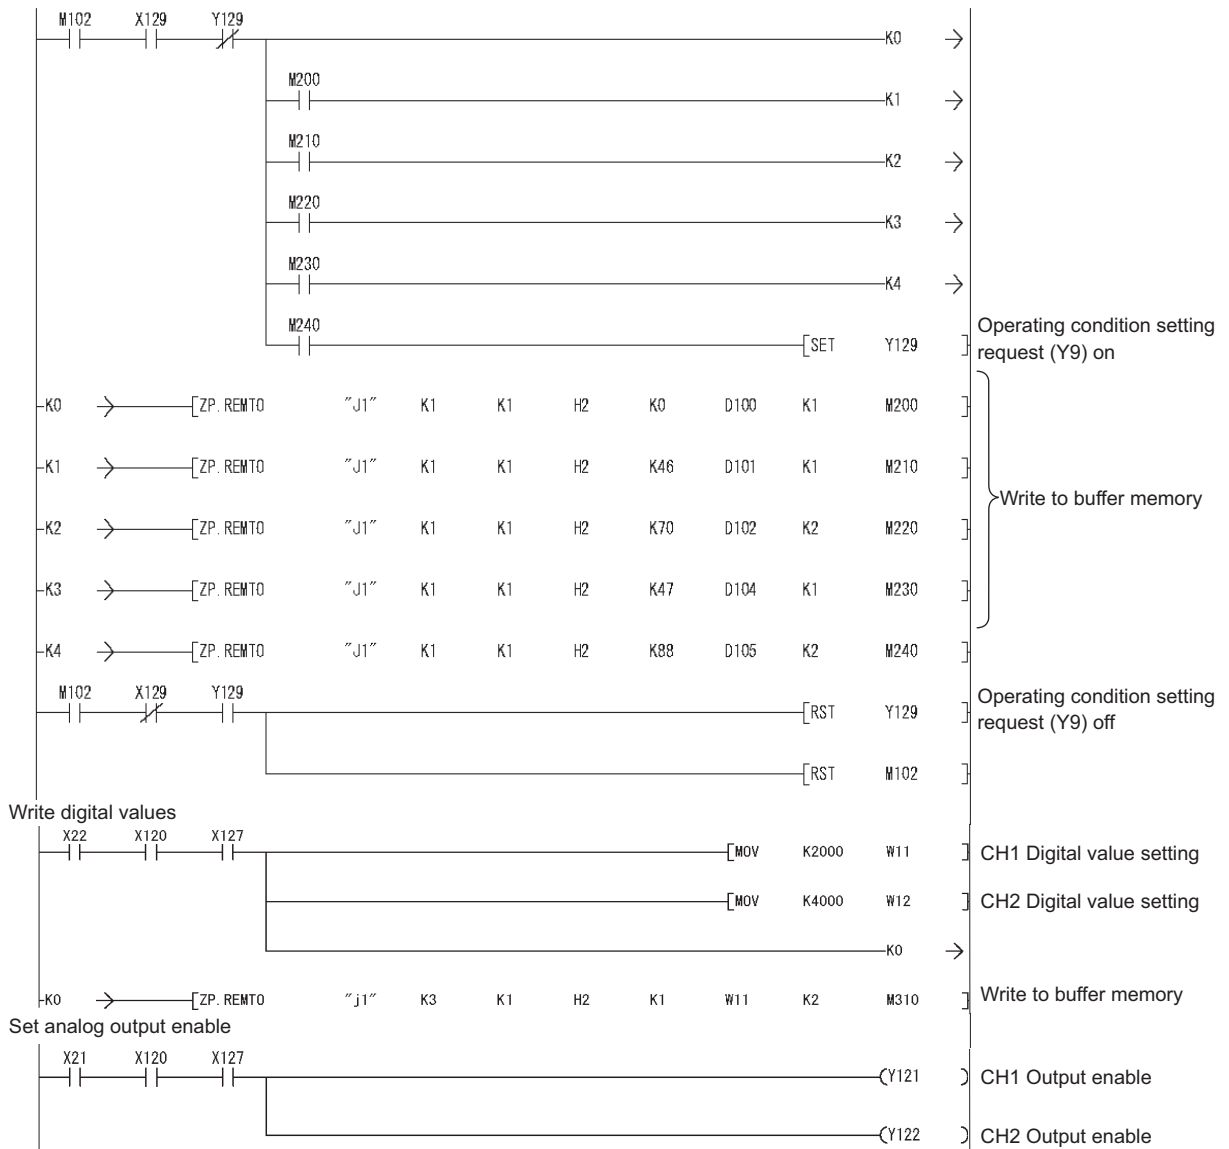 M102 X129 Y129
K0
M200
K1
M210
K2
M220
K3
M230
K4
M240
SET Y129
Operating condition setting
request (Y9) on
K0 ZP.REMTO "J1" K1 K1 H2 K0 D100 K1 M200
K1 ZP.REMTO "J1" K1 K1 H2 K46 D101 K1 M210
Write to buffer memory
K2 ZP.REMTO "J1" K1 K1 H2 K70 D102 K2 M220
K3 ZP.REMTO "J1" K1 K1 H2 K47 D104 K1 M230
K4 ZP.REMTO "J1" K1 K1 H2 K88 D105 K2 M240
M102 X129 Y129
RST Y129
Operating condition setting
request (Y9) off
RST M102
Write digital values
X22 X120 X127
MOV K2000 W11 CH1 Digital value setting
MOV K4000 W12 CH2 Digital value setting
K0
K0 ZP.REMTO "j1" K3 K1 H2 K1 W11 K2 M310 Write to buffer memory
Set analog output enable
X21 X120 X127
Y121 CH1 Output enable
Y122 CH2 Output enable